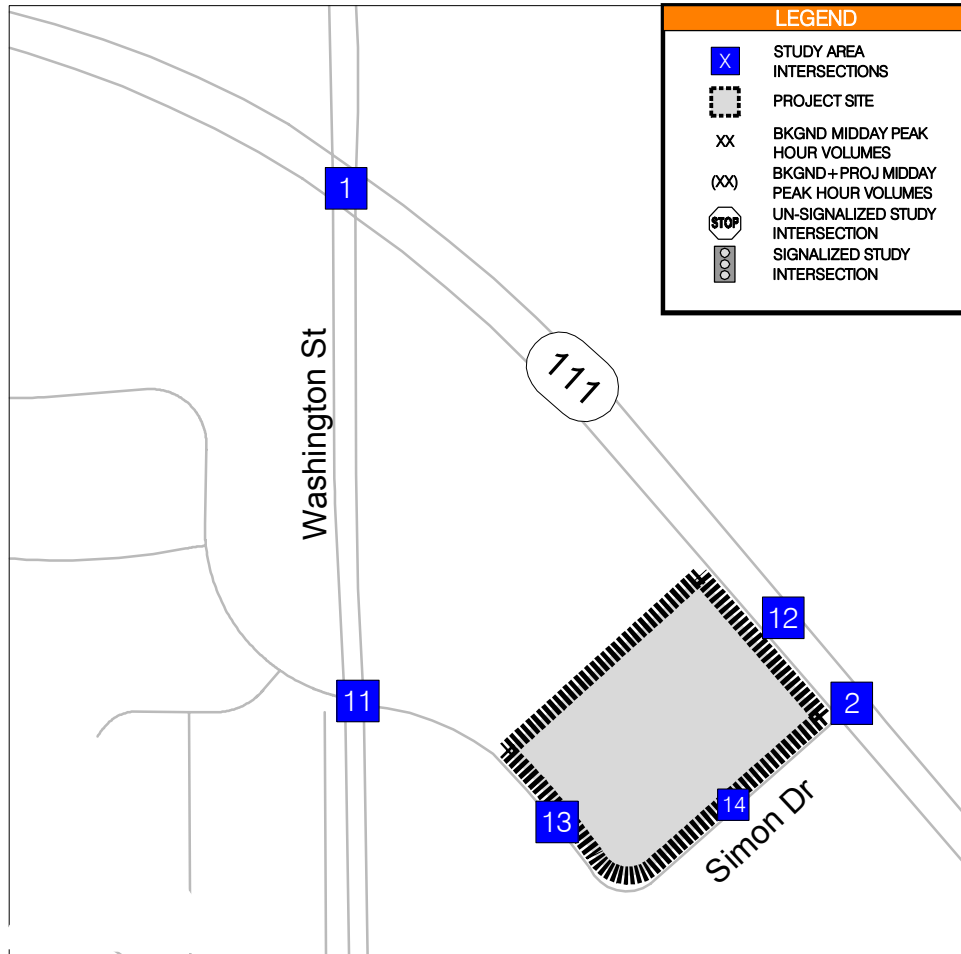 LEGEND
X
STUDY AREA
INTERSECTIONS
PROJECT SITE
XX
BKGND MIDDAY PEAK
HOUR VOLUMES
(XX)
BKGND+PROJ MIDDAY
PEAK HOUR VOLUMES
STOP
UN-SIGNALIZED STUDY
INTERSECTION
SIGNALIZED STUDY
INTERSECTION
1
Washington St
111
12
2
11
14
13
Simon Dr